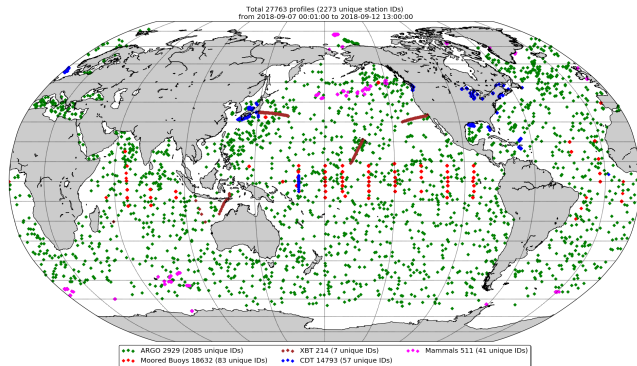 Total 27763 profiles (2273 unique station IDs)
from 2018-09-07 00:01:00 to 2018-09-12 13:00:00
ARGO 2929 (2085 unique IDs) XBT 214 (7 unique IDs) Mammals 511 (41 unique IDs)
Moored Buoys 18632 (83 unique IDs) CDT 14793 (57 unique IDs)